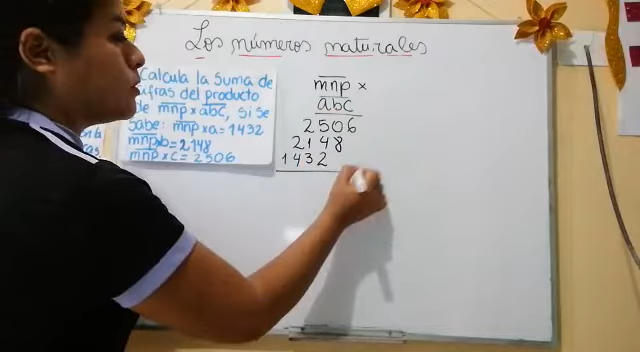 Los números naturales
Calcula la suma de
cifras del producto
de mnp x abc, si se
sabe: mnp x a = 1432
mnpxb = 2148
mnp x c = 2506
mnp x
abc
2506
2148
1432